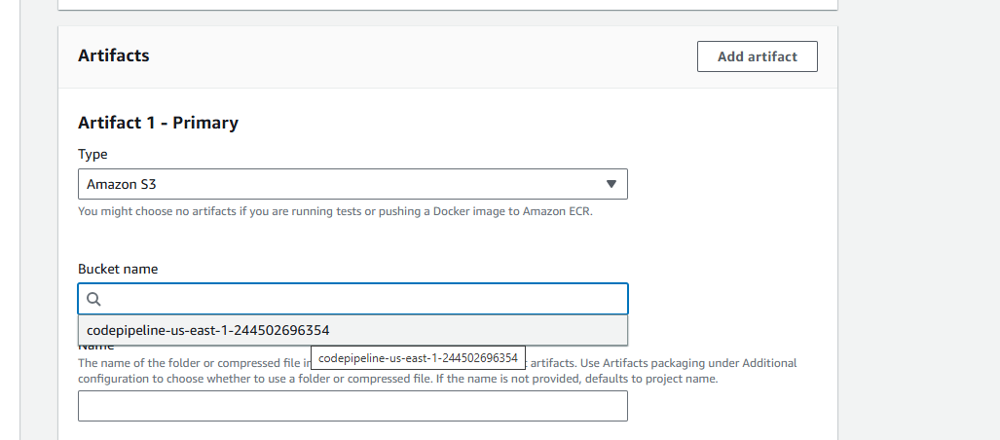 Artifacts
Add artifact
Artifact 1 - Primary
Type
Amazon S3
You might choose no artifacts if you are running tests or pushing a Docker image to Amazon ECR.
Bucket name
codepipeline-us-east-1-244502696354
Name
codepipeline-us-east-1-244502696354
The name of the folder or compressed file in artifacts. Use Artifacts packaging under Additional
configuration to choose whether to use a folder or compressed file. If the name is not provided, defaults to project name.